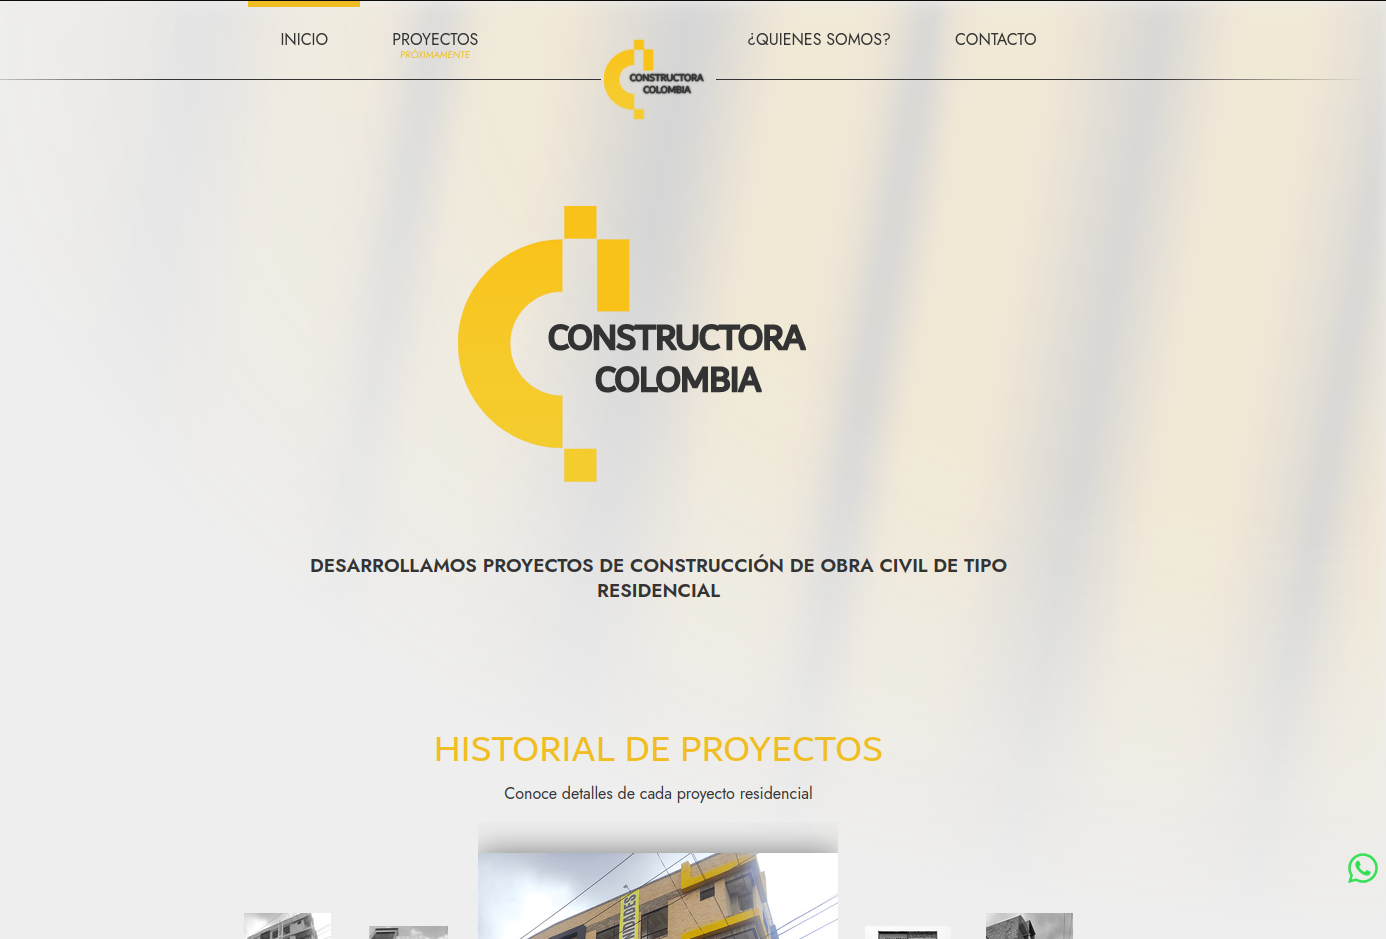 INICIO
PROYECTOS
PRÓXIMAMENTE
CONSTRUCTORA
COLOMBIA
¿QUIENES SOMOS?
CONTACTO
CONSTRUCTORA
COLOMBIA
DESARROLLAMOS PROYECTOS DE CONSTRUCCIÓN DE OBRA CIVIL DE TIPO
RESIDENCIAL
HISTORIAL DE PROYECTOS
Conoce detalles de cada proyecto residencial